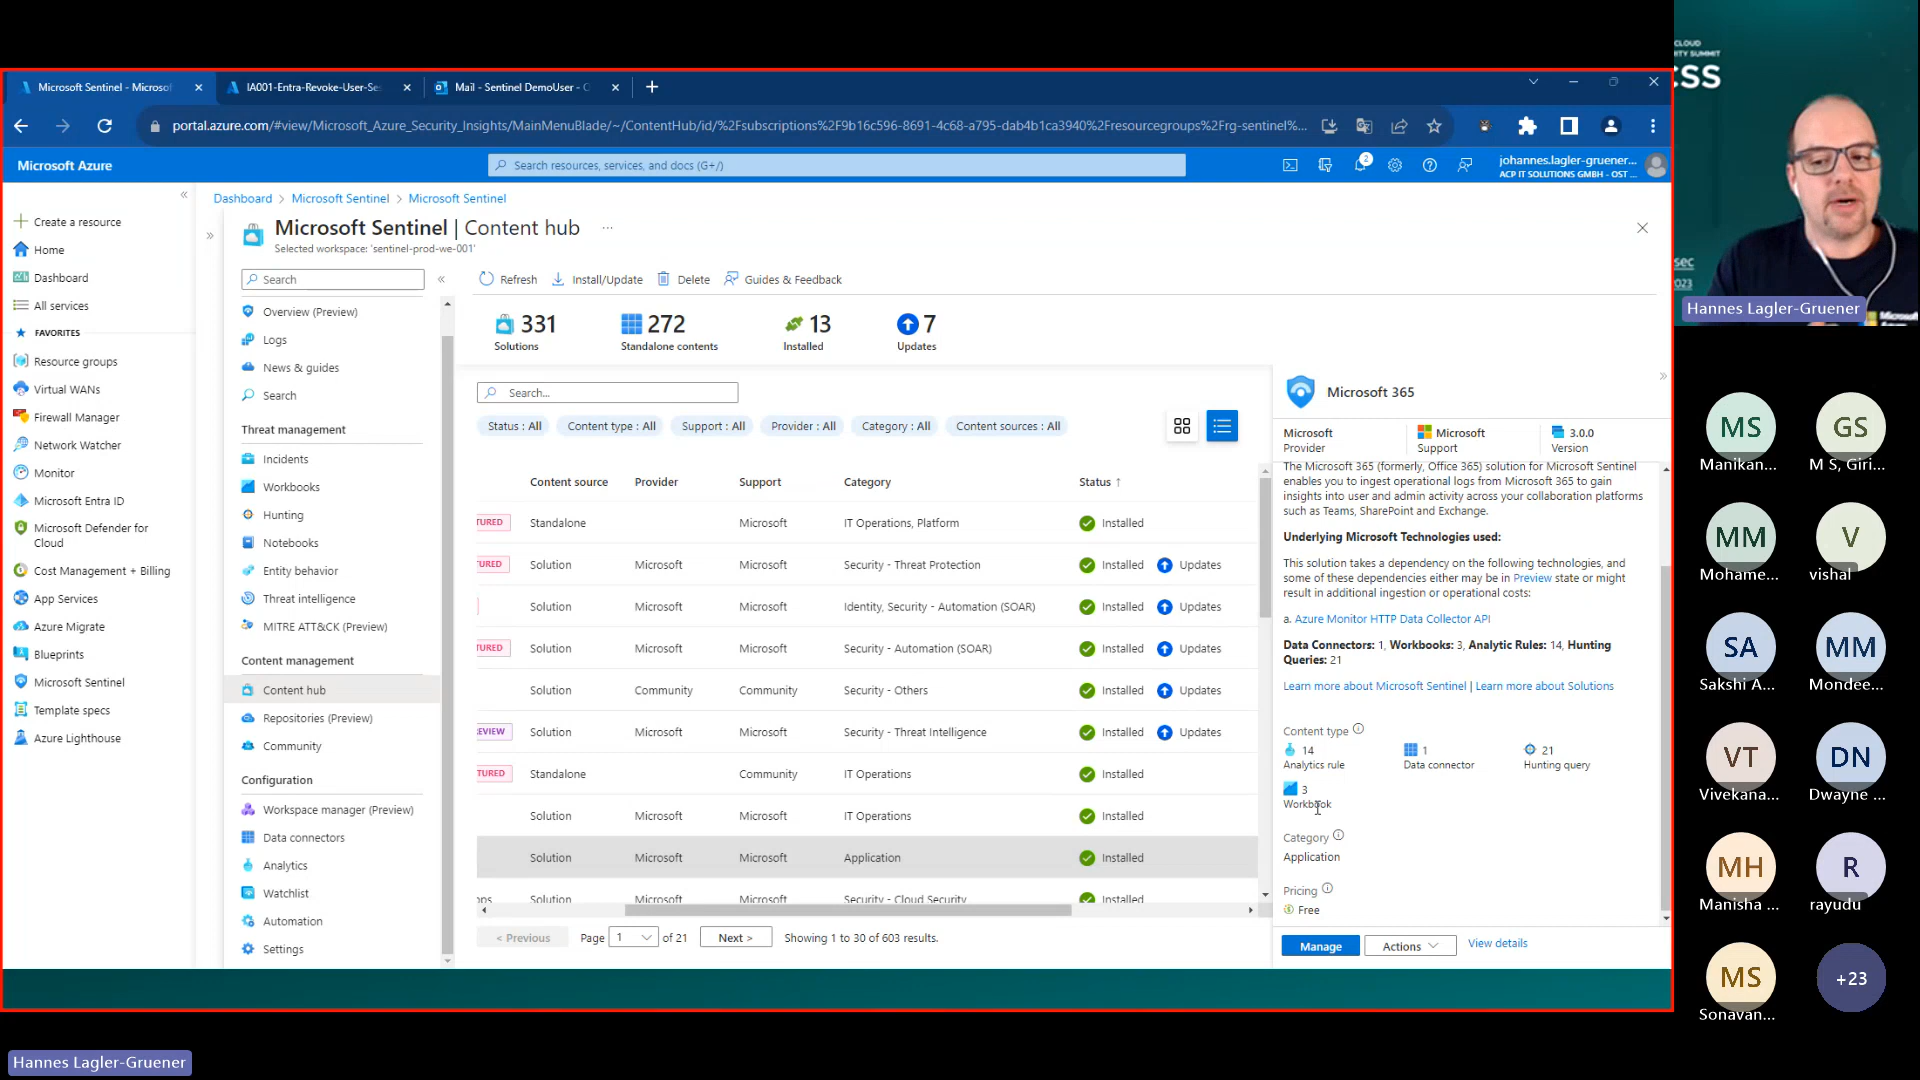 Microsoft Sentinel - Microsof
IA001-Entra-Revoke-User-Se
Mail - Sentinel DemoUser - O
portal.azure.com/#view/Microsoft_Azure_Security_Insights/MainMenuBlade/~/ContentHub/id/%2Fsubscriptions%2F9b16c596-8691-4c68-a795-dab4b1ca3940%2Fresourcegroups%2Frg-sentinel%...
Microsoft Azure
Search resources, services, and docs (G+/)
2
johannes.lagler-gruener...
ACP IT SOLUTIONS GMBH - OST ...
Create a resource
Home
Dashboard
All services
FAVORITES
Resource groups
Virtual WANs
Firewall Manager
Network Watcher
Monitor
Microsoft Entra ID
Microsoft Defender for
Cloud
Cost Management + Billing
App Services
Azure Migrate
Blueprints
Microsoft Sentinel
Template specs
Azure Lighthouse
Dashboard > Microsoft Sentinel > Microsoft Sentinel
Microsoft Sentinel | Content hub ...
Selected workspace: 'sentinel-prod-we-001'
Search
Overview (Preview)
Logs
News & guides
Search
Threat management
Incidents
Workbooks
Hunting
Notebooks
Entity behavior
Threat intelligence
MITRE ATT&CK (Preview)
Content management
Content hub
Repositories (Preview)
Community
Configuration
Workspace manager (Preview)
Data connectors
Analytics
Watchlist
Automation
Settings
Refresh Install/Update Delete Guides & Feedback
331 Solutions
272 Standalone contents
13 Installed
7 Updates
Search...
Status : All Content type : All Support : All Provider : All Category : All Content sources : All
Content source Provider Support Category Status ↑
TURED Standalone Microsoft IT Operations, Platform Installed
TURED Solution Microsoft Microsoft Security - Threat Protection Installed Updates
Solution Microsoft Microsoft Identity, Security - Automation (SOAR) Installed Updates
TURED Solution Microsoft Microsoft Security - Automation (SOAR) Installed Updates
Solution Community Community Security - Others Installed Updates
EVIEW Solution Microsoft Microsoft Security - Threat Intelligence Installed Updates
TURED Standalone Community IT Operations Installed
Solution Microsoft Microsoft IT Operations Installed
Solution Microsoft Microsoft Application Installed
Solution Microsoft Microsoft Security - Cloud Security Installed
< Previous Page 1 of 21 Next > Showing 1 to 30 of 603 results.
Microsoft 365
Microsoft Provider
Microsoft Support
3.0.0 Version
The Microsoft 365 (formerly, Office 365) solution for Microsoft Sentinel
enables you to ingest operational logs from Microsoft 365 to gain
insights into user and admin activity across your collaboration platforms
such as Teams, SharePoint and Exchange.
Underlying Microsoft Technologies used:
This solution takes a dependency on the following technologies, and
some of these dependencies either may be in Preview state or might
result in additional ingestion or operational costs:
a. Azure Monitor HTTP Data Collector API
Data Connectors: 1, Workbooks: 3, Analytic Rules: 14, Hunting
Queries: 21
Learn more about Microsoft Sentinel | Learn more about Solutions
Content type
14 Analytics rule
1 Data connector
21 Hunting query
3 Workbook
Category
Application
Pricing
Free
Manage Actions View details
CLOUD
ITY SUMMIT
CSS
sec
2023
Microsoft
Hannes Lagler-Gruener
MS GS
Manikan... M S, Giri...
MM V
Mohame... vishal
SA MM
Sakshi A... Mondee...
VT DN
Vivekana... Dwayne ...
MH R
Manisha ... rayudu
MS +23
Sonavan...
Hannes Lagler-Gruener